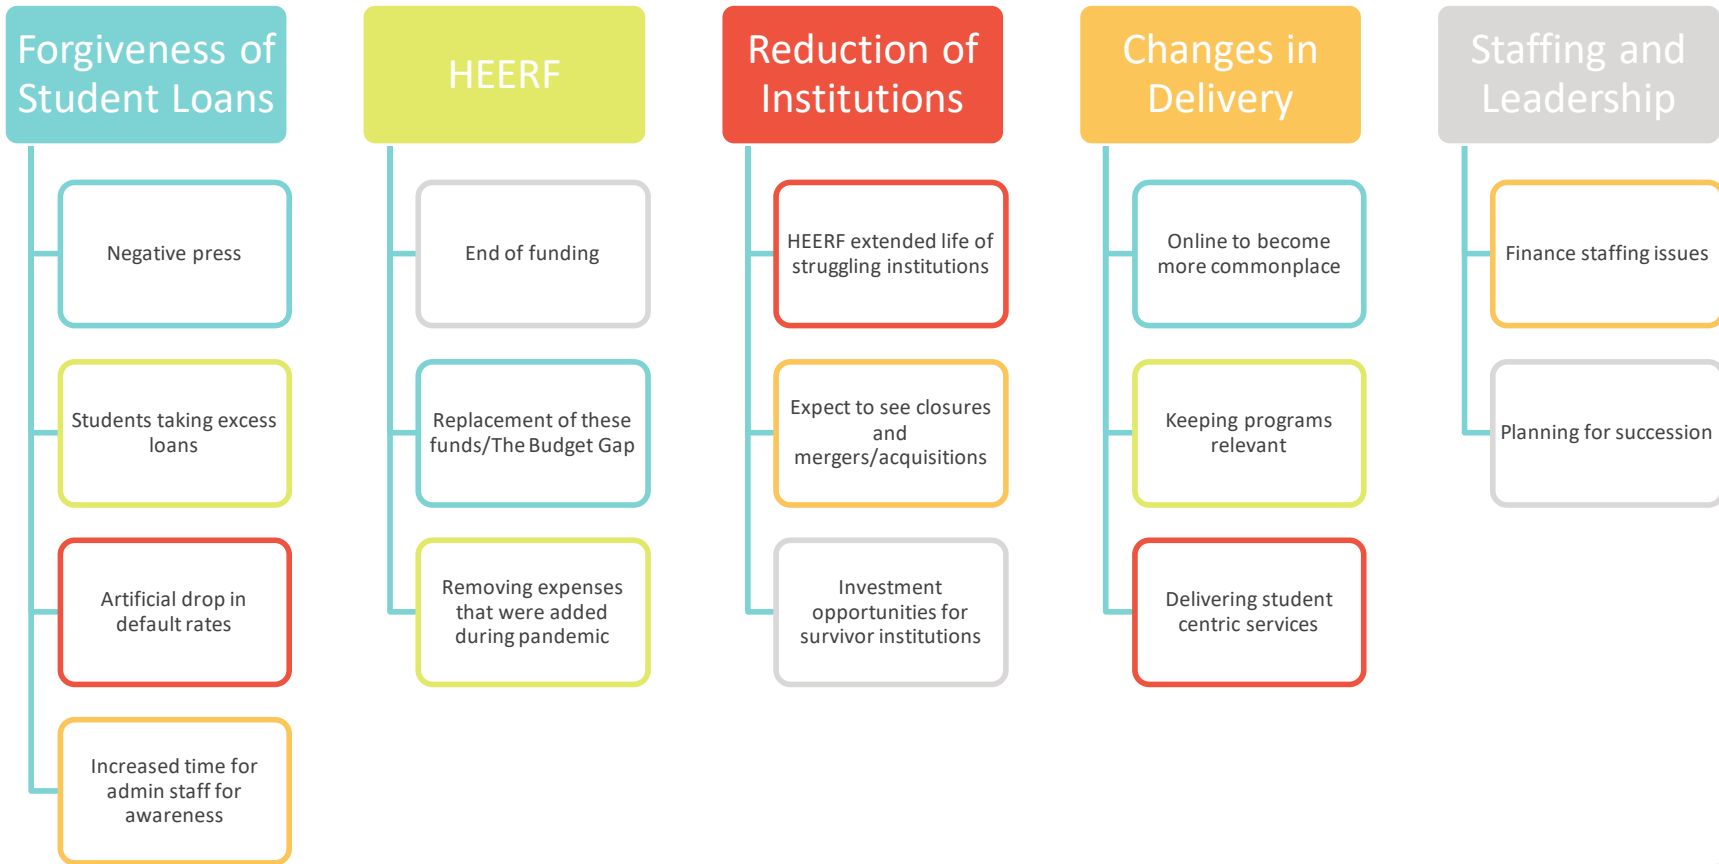 Forgiveness of
Student Loans
Negative press
Students taking excess
loans
Artificial drop in
default rates
Increased time for
admin staff for
awareness
HEERF
End of funding
Replacement of these
funds/The Budget Gap
Removing expenses
that were added
during pandemic
Reduction of
Institutions
HEERF extended life of
struggling institutions
Expect to see closures
and
mergers/acquisitions
Investment
opportunities for
survivor institutions
Changes in
Delivery
Online to become
more commonplace
Keeping programs
relevant
Delivering student
centric services
Staffing and
Leadership
Finance staffing issues
Planning for succession